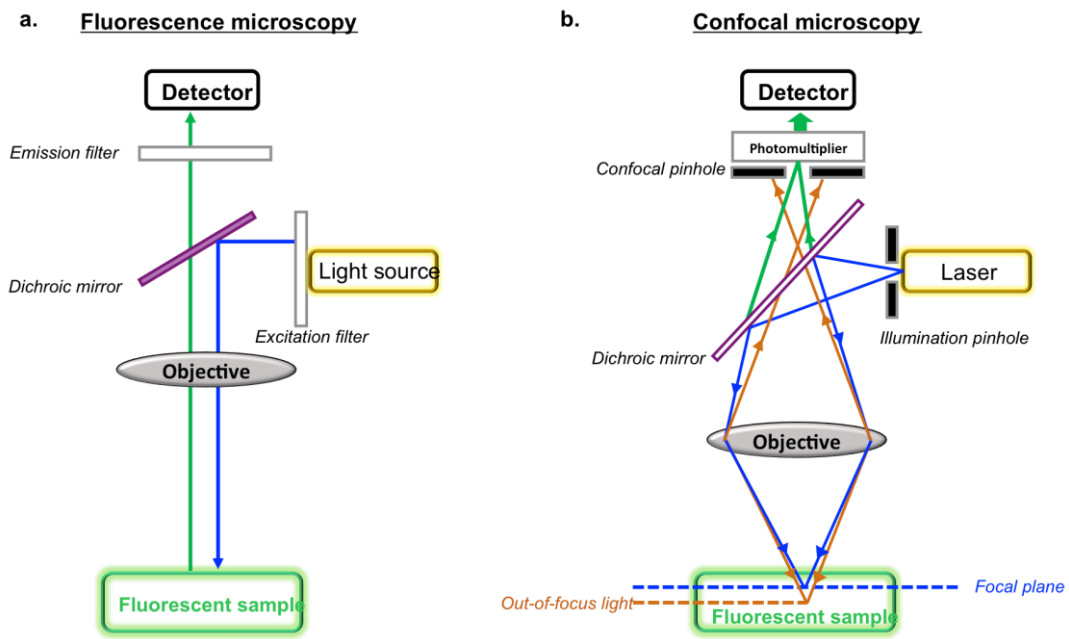 a.
Fluorescence microscopy
Detector
Emission filter
Dichroic mirror
Light source
Excitation filter
Objective
Fluorescent sample
b.
Confocal microscopy
Detector
Photomultiplier
Confocal pinhole
Laser
Illumination pinhole
Dichroic mirror
Objective
Focal plane
Out-of-focus light
Fluorescent sample